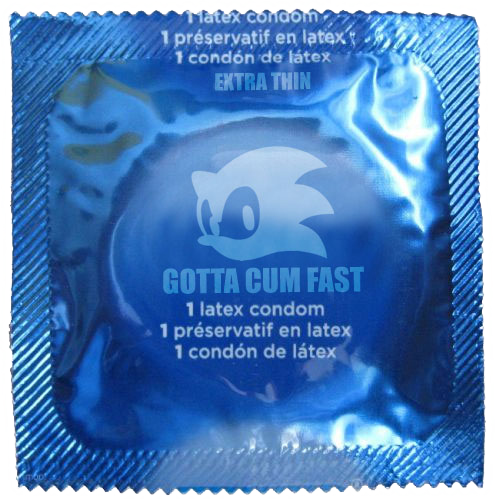 1 latex condom
1 préservatif en latex
1 condón de látex
EXTRA THIN
GOTTA CUM FAST
1 latex condom
1 préservatif en latex
1 condón de látex